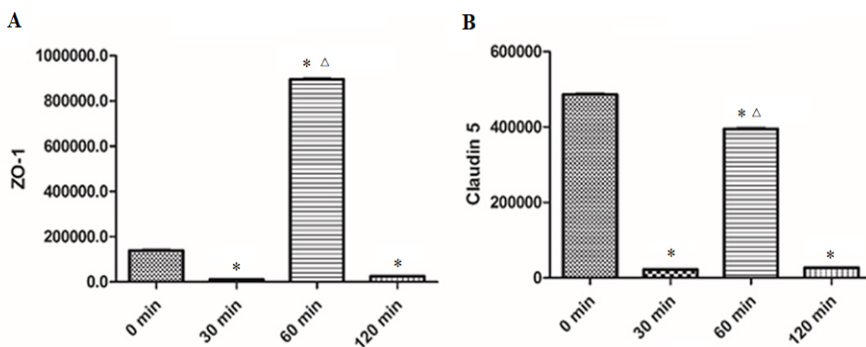 A
ZO-1
1000000.0
800000.0
600000.0
400000.0
200000.0
0.0
* △
*
*
0 min
30 min
60 min
120 min
B
Claudin 5
600000
400000
200000
0
* △
*
*
0 min
30 min
60 min
120 min